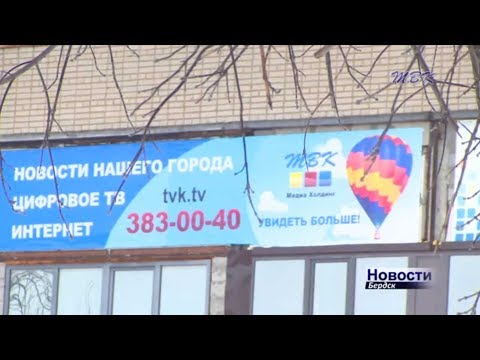 ТВК
НОВОСТИ НАШЕГО ГОРОДА
ЦИФРОВОЕ ТВ
ИНТЕРНЕТ
tvk.tv
383-00-40
ТВК
Медиа Холдинг
УВИДЕТЬ БОЛЬШЕ!
Новости
Бердск